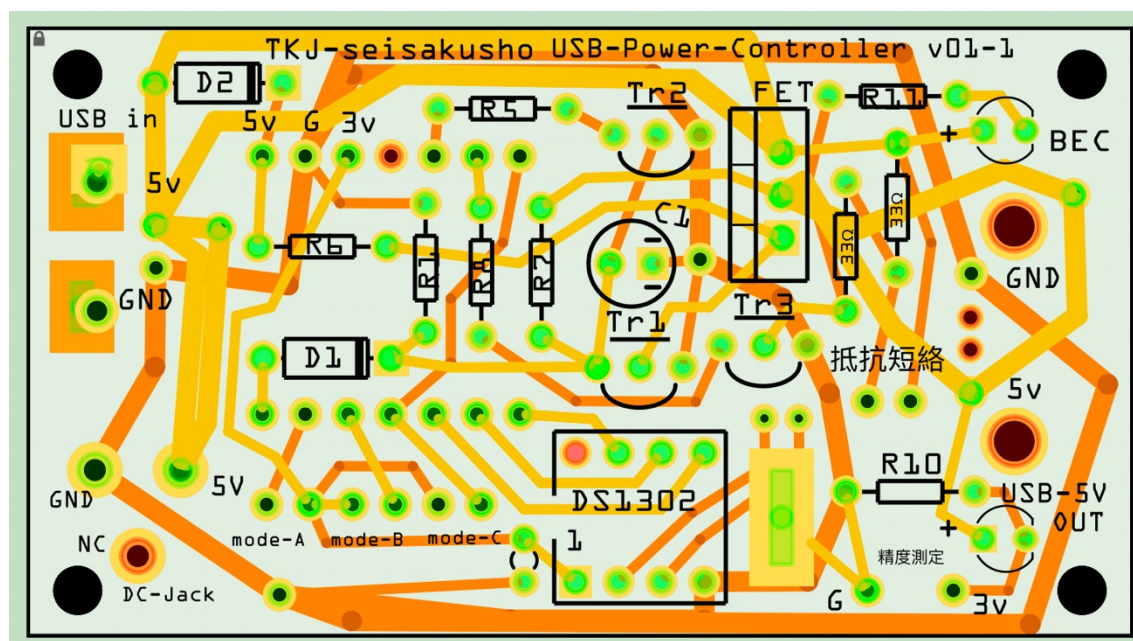 TKJ-seisakusho USB-Power-Controller v01-1
D2
USB in
5v G 3v
R5
Tr2
FET
R11
+
BEC
5v
R6
R1
R8
R7
C1
33Ω
33Ω
GND
GND
D1
Tr1
Tr3
抵抗短絡
5v
R10
DS1302
USB-5V
OUT
GND
5V
NC
mode-A mode-B mode-C
1
+
精度測定
DC-Jack
G
3v